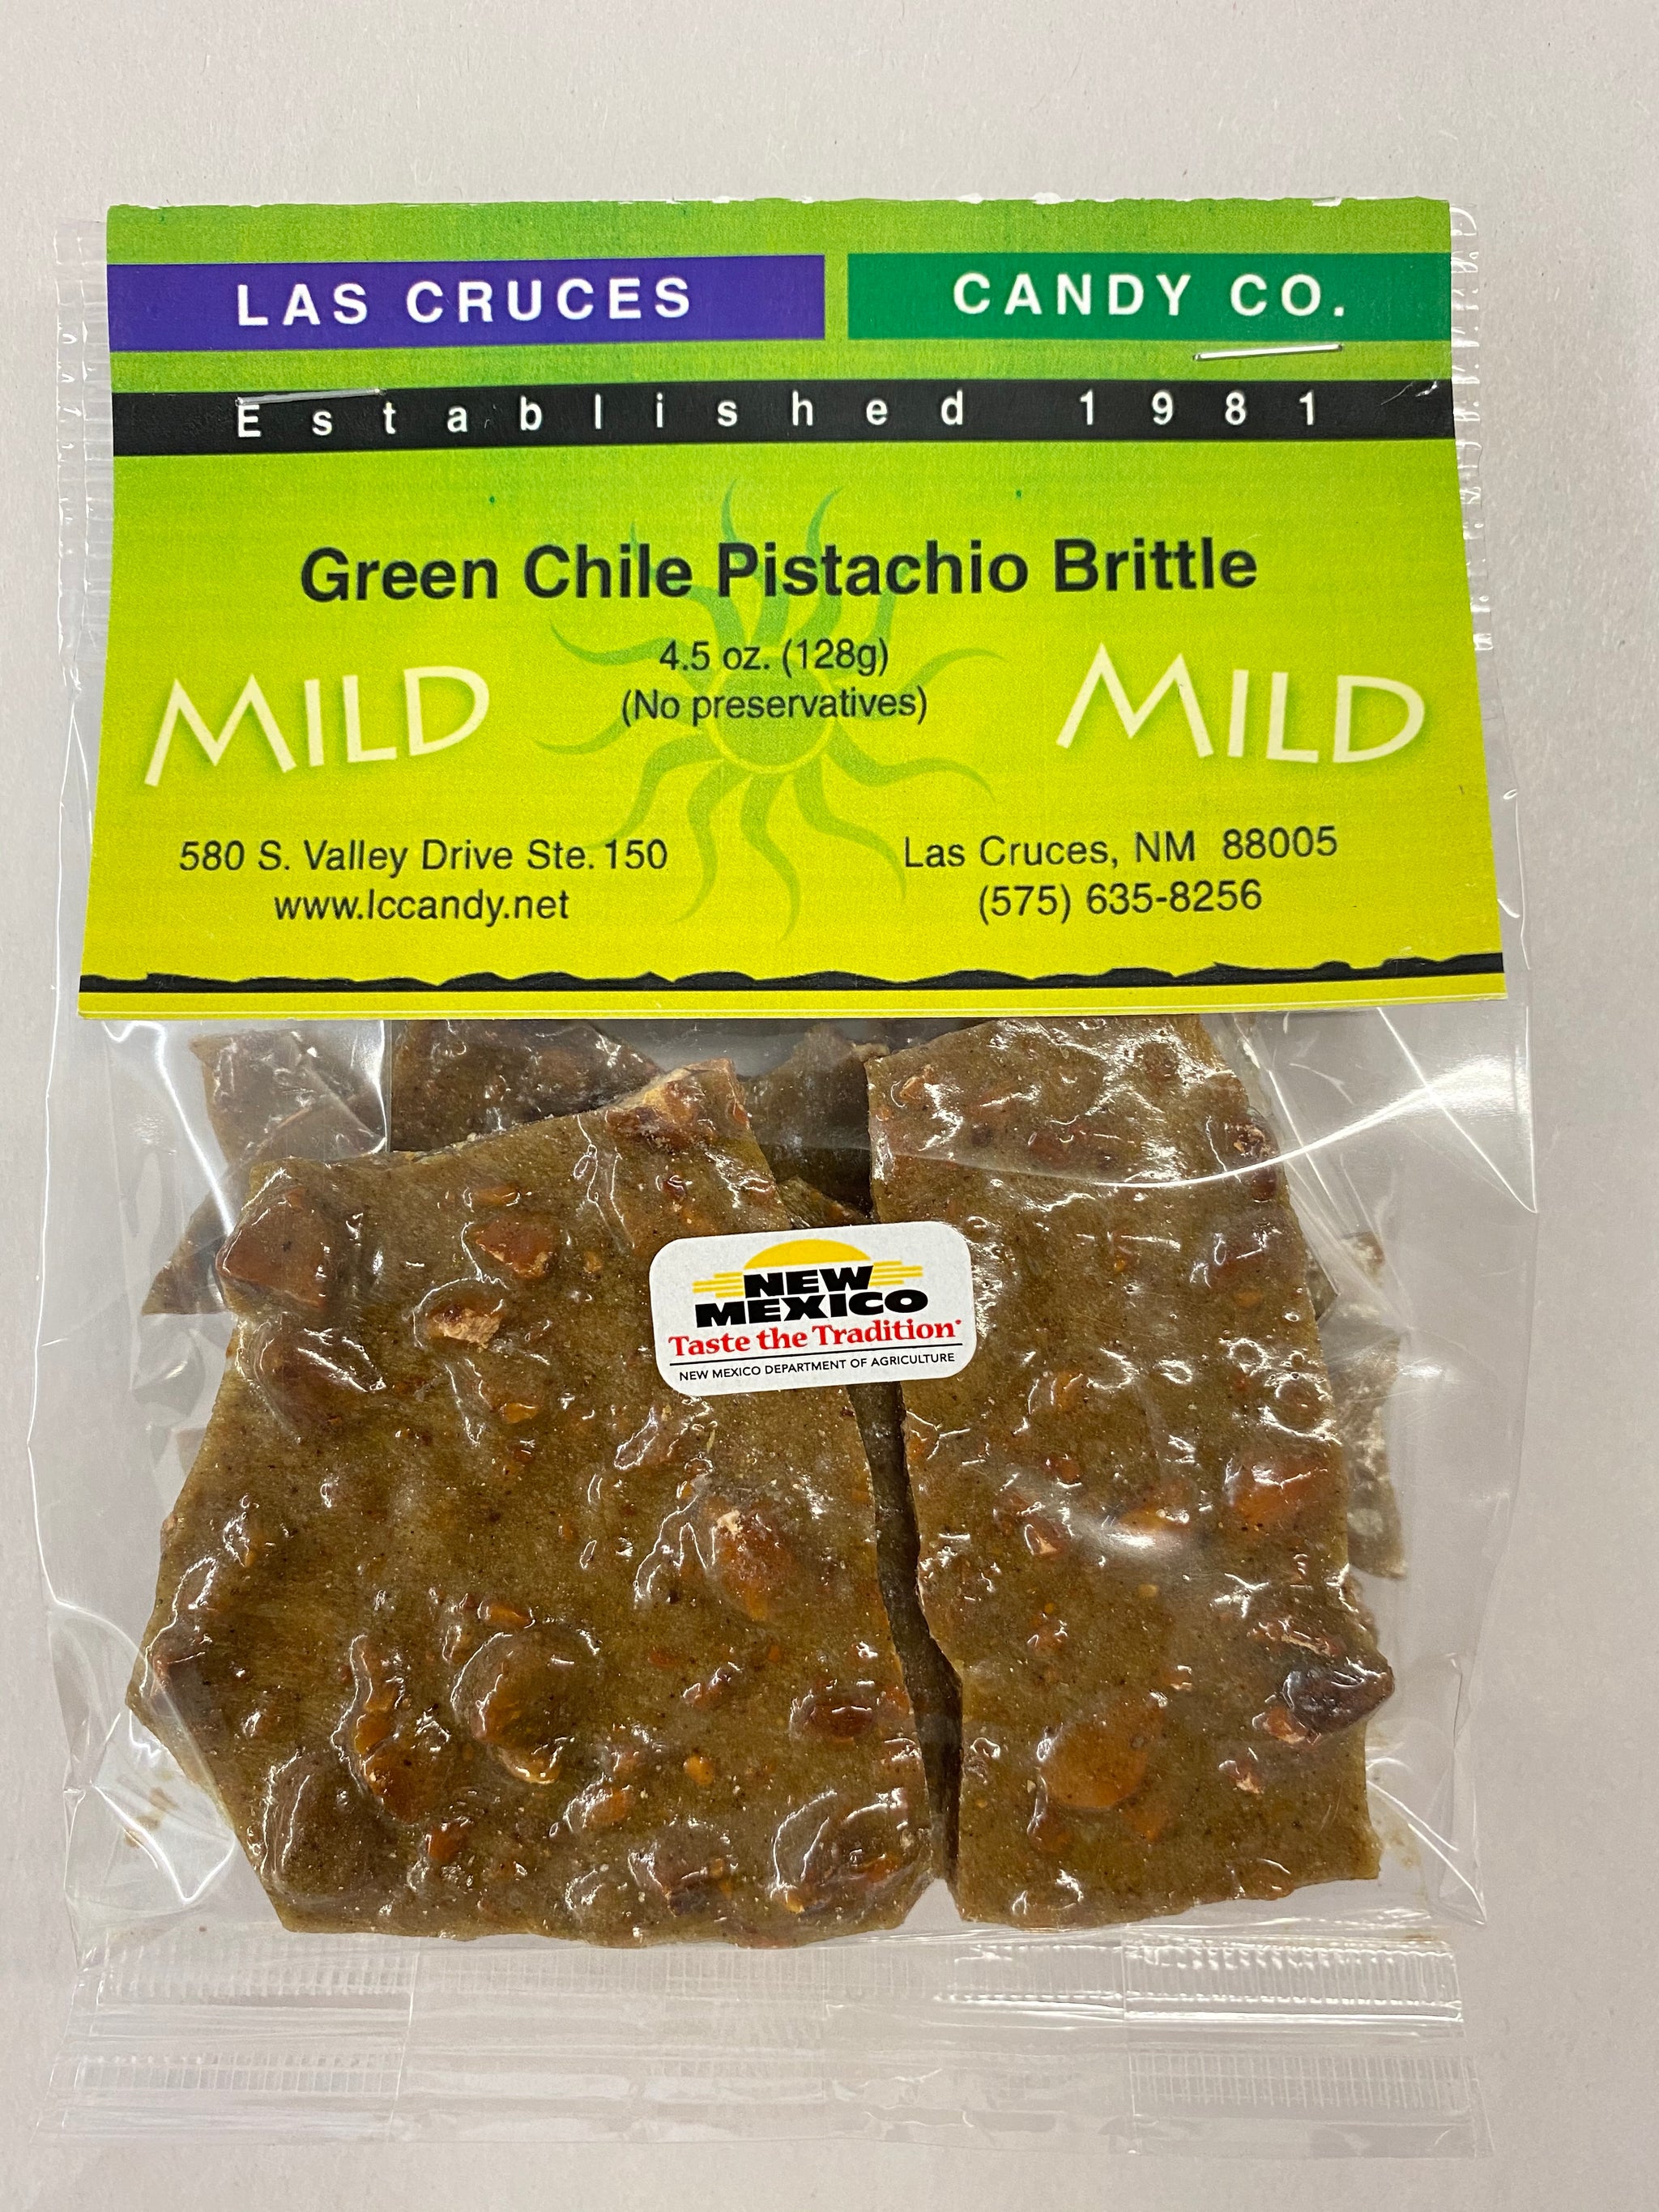 LAS CRUCES CANDY CO.
Established 1981
Green Chile Pistachio Brittle
4.5 oz. (128g)
(No preservatives)
MILD
MILD
580 S. Valley Drive Ste. 150
www.lccandy.net
Las Cruces, NM 88005
(575) 635-8256
NEW
MEXICO
Taste the Tradition
NEW MEXICO DEPARTMENT OF AGRICULTURE